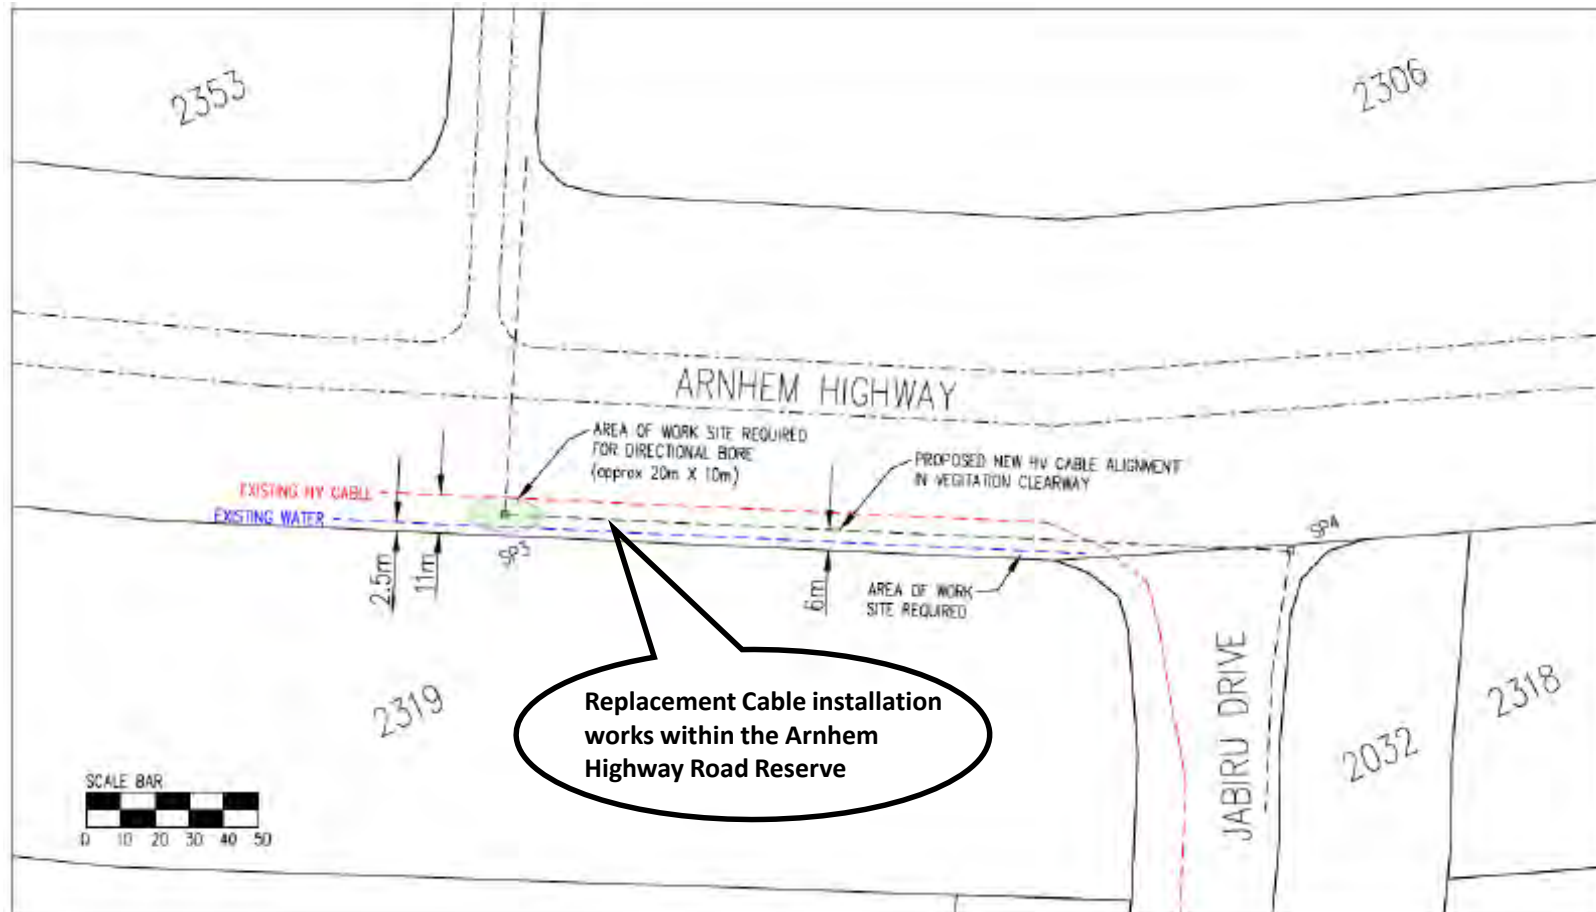 2353
2306
ARNHEM HIGHWAY
AREA OF WORK SITE REQUIRED
FOR DIRECTIONAL BORE
(approx 20m X 10m)
PROPOSED NEW HV CABLE ALIGNMENT
IN VEGITATION CLEARWAY
EXISTING HV CABLE
EXISTING WATER
SP3
SP4
2.5m
11m
6m
AREA OF WORK
SITE REQUIRED
Replacement Cable installation
works within the Arnhem
Highway Road Reserve
2319
JABIRU DRIVE
2032
2318
SCALE BAR
0 10 20 30 40 50